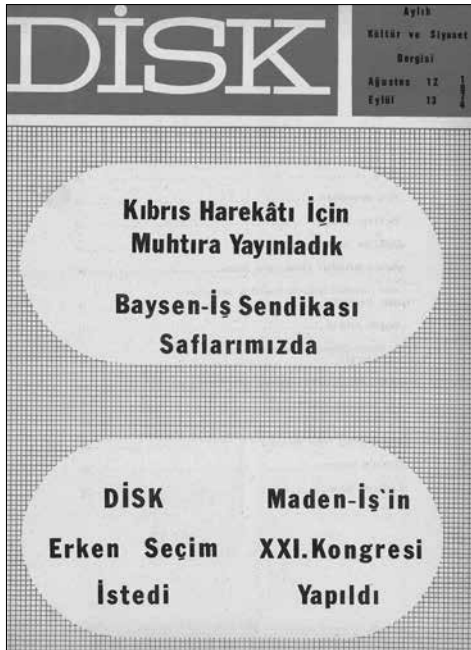 DİSK
Aylık
Kültür ve Siyaset
Dergisi
Ağustos 12
Eylül 13
1974
Kıbrıs Harekâtı İçin
Muhtıra Yayınladık
Baysen-İş Sendikası
Saflarımızda
DİSK
Erken Seçim
İstedi
Maden-İş'in
XXI.Kongresi
Yapıldı